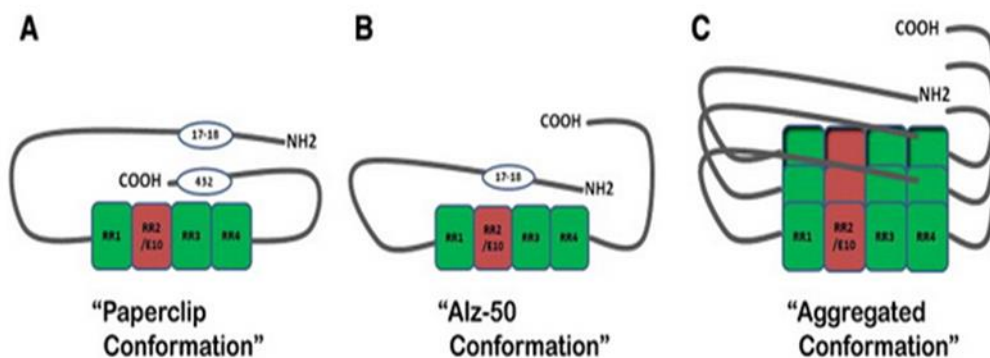 A
B
C
COOH
17-18
NH2
COOH
432
RR1
RR2
/E10
RR3
RR4
COOH
17-18
NH2
RR1
RR2
/E10
RR3
RR4
NH2
RR1
RR2
/E10
RR3
RR4
“Paperclip
Conformation”
“Alz-50
Conformation”
“Aggregated
Conformation”